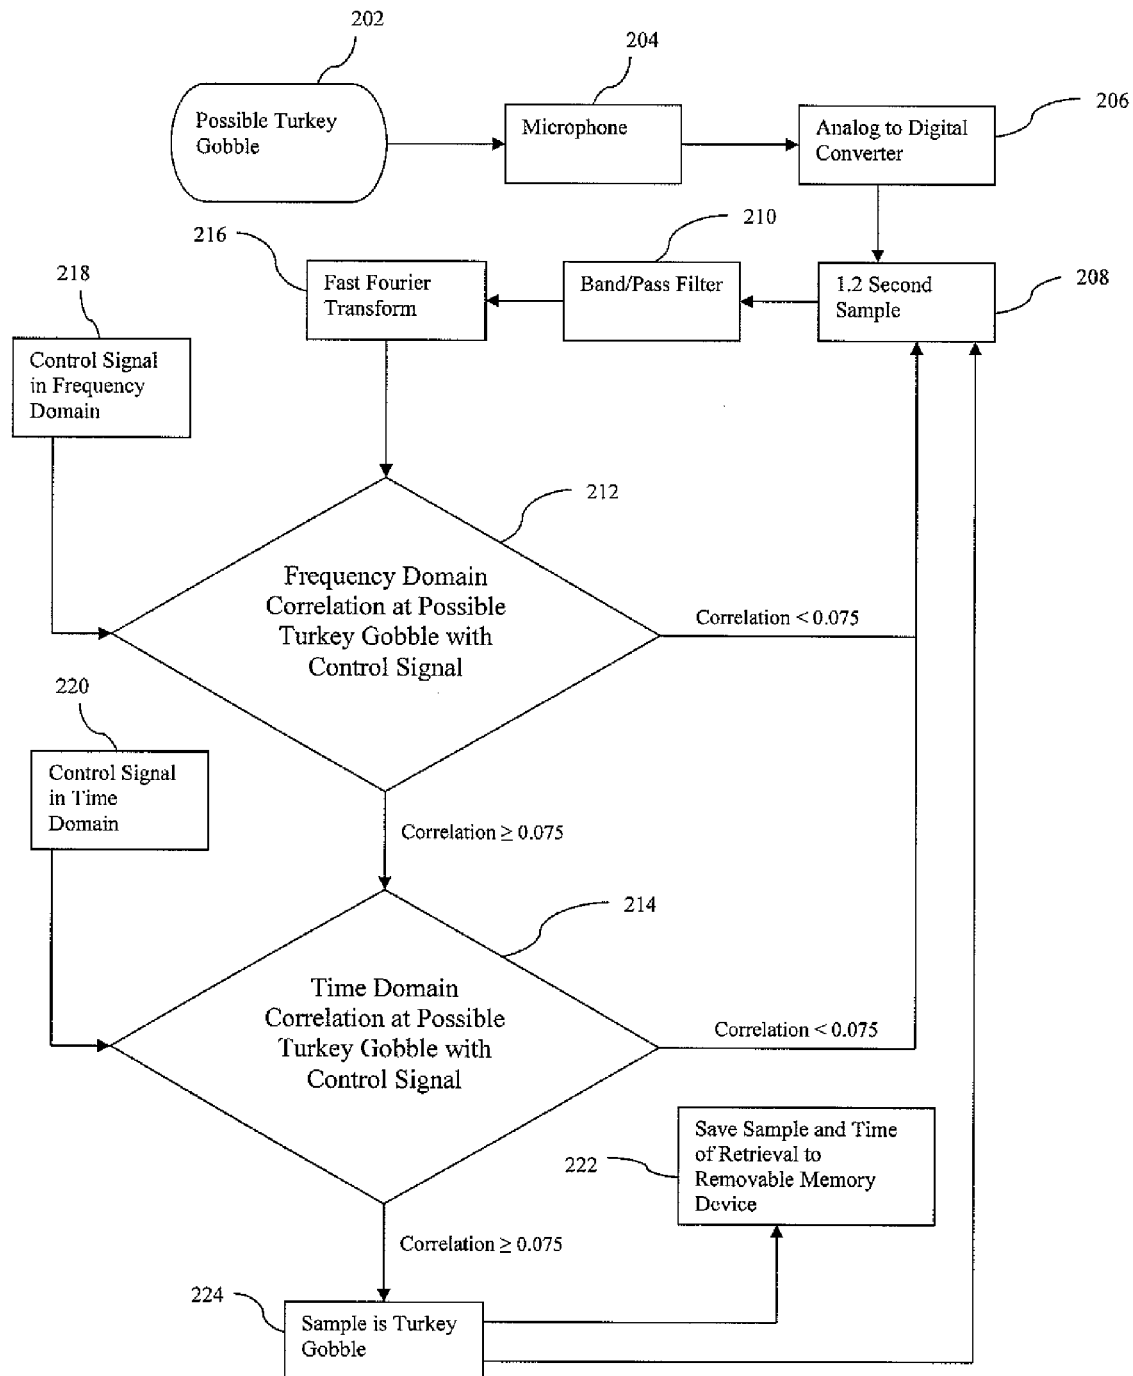 202
204
206
Possible Turkey
Gobble
Microphone
Analog to Digital
Converter
210
216
218
Fast Fourier
Transform
Band/Pass Filter
1.2 Second
Sample
208
Control Signal
in Frequency
Domain
212
Frequency Domain
Correlation at Possible
Turkey Gobble with
Control Signal
Correlation < 0.075
220
Control Signal
in Time
Domain
Correlation ≥ 0.075
214
Time Domain
Correlation at Possible
Turkey Gobble with
Control Signal
Correlation < 0.075
Save Sample and Time
of Retrieval to
Removable Memory
Device
222
Correlation ≥ 0.075
224
Sample is Turkey
Gobble